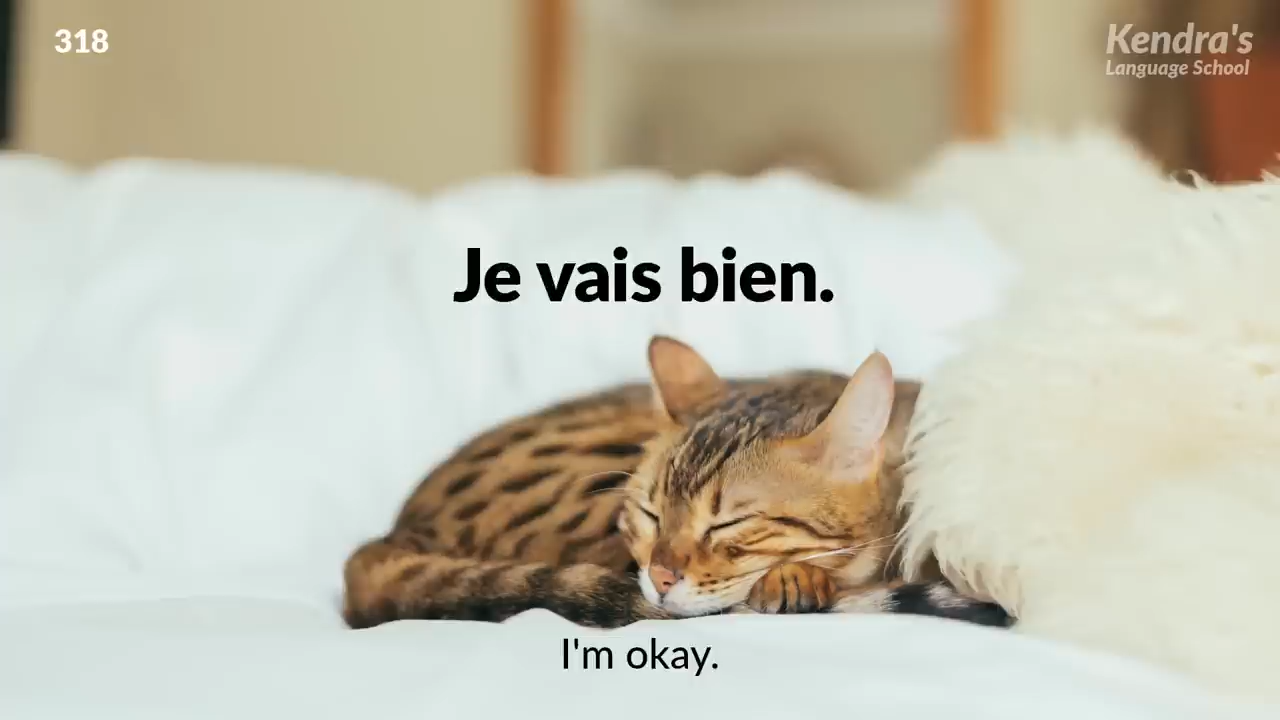 318
Kendra's
Language School
Je vais bien.
I'm okay.